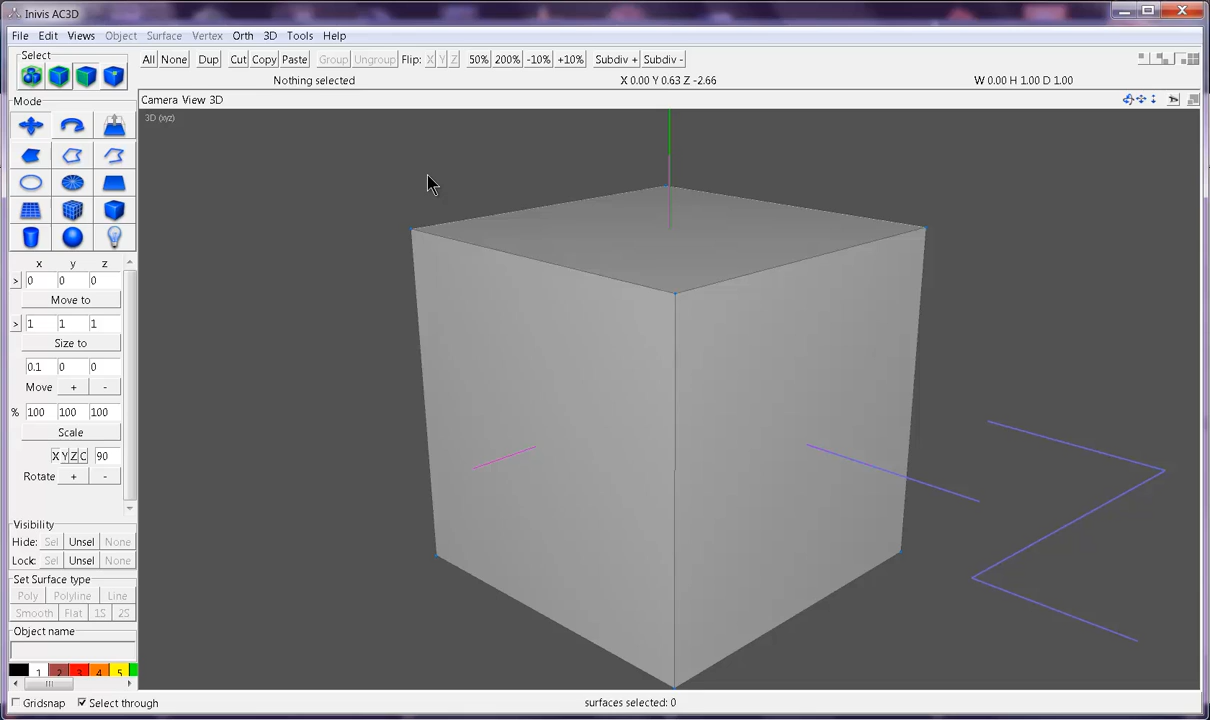 Inivis AC3D
File Edit Views Object Surface Vertex Orth 3D Tools Help
Select
All None Dup Cut Copy Paste Group Ungroup Flip: X Y Z 50% 200% -10% +10% Subdiv + Subdiv -
Nothing selected X 0.00 Y 0.63 Z -2.66 W 0.00 H 1.00 D 1.00
Mode
Camera View 3D
3D (xyz)
x y z
> 0 0 0
Move to
> 1 1 1
Size to
0.1 0 0
Move + -
% 100 100 100
Scale
X Y Z C 90
Rotate + -
Visibility
Hide: Sel Unsel None
Lock: Sel Unsel None
Set Surface type
Poly Polyline Line
Smooth Flat 1S 2S
Object name
1 2 3 4 5
Gridsnap Select through surfaces selected: 0